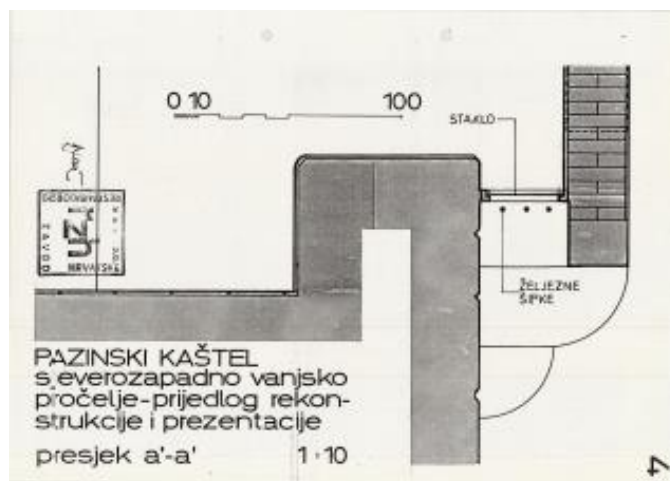 0 10 100
STAKLO
ŽELJEZNE
ŠIPKE
ZAVOD
HRVATSKE
PAZINSKI KAŠTEL
sjeverozapadno vanjsko
pročelje-prijedlog rekon-
strukcije i prezentacije
presjek a'-a' 1:10
4